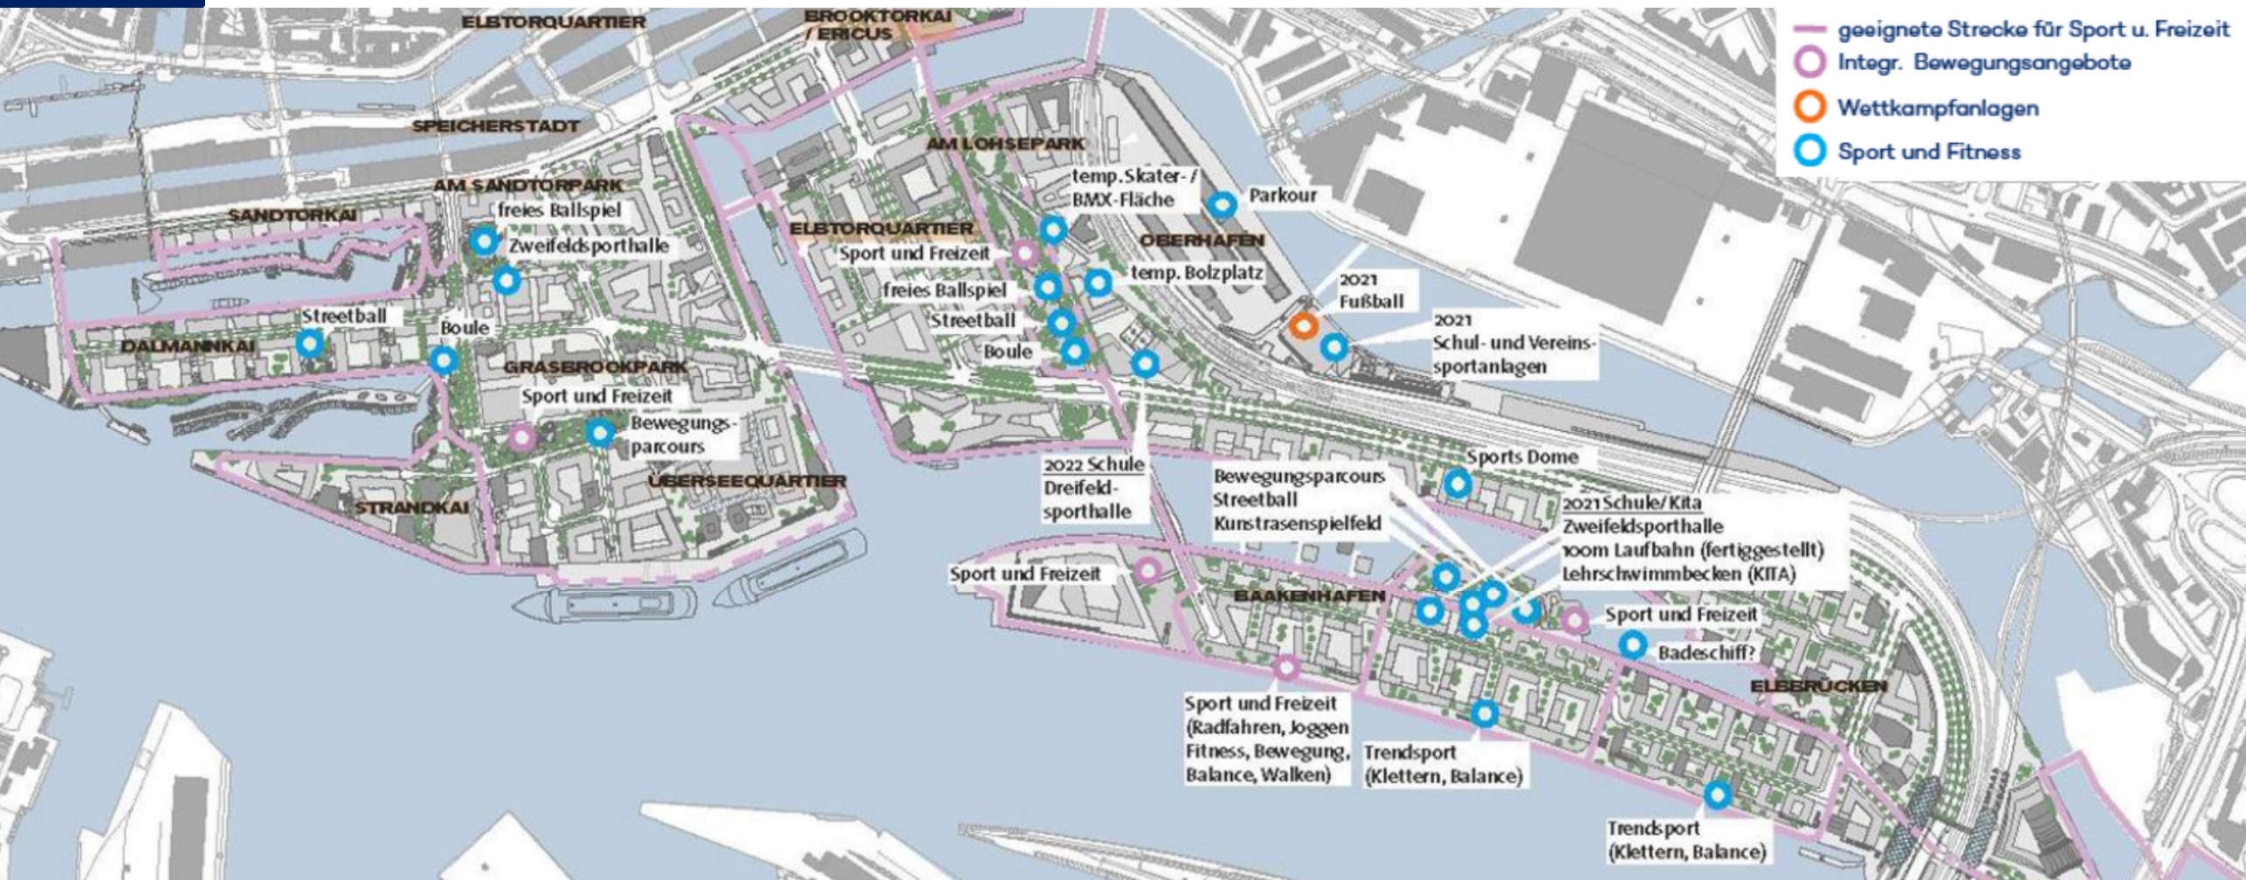 ELBTORQUARTIER
BROOKTORKAI
/ ERICUS
geeignete Strecke für Sport u. Freizeit
Integr. Bewegungsangebote
Wettkampfanlagen
Sport und Fitness
SPEICHERSTADT
AM LOHSEPARK
temp. Skater-/
BMX-Fläche
Parkour
AM SANDTORPARK
freies Ballspiel
SANDTORKAI
Zweifeldsporthalle
ELBTORQUARTIER
OBERHAFEN
Sport und Freizeit
temp. Bolzplatz
freies Ballspiel
2021
Fußball
Streetball
Streetball
2021
Schul- und Vereins-
sportanlagen
Boule
DALMANNKAI
Boule
GRASBROOKPARK
Sport und Freizeit
Bewegungs-
parcours
ÜBERSEEQUARTIER
STRANDKAI
2022 Schule
Dreifeld-
sporthalle
Bewegungsparcours
Streetball
Kunstrasenspielfeld
Sports Dome
2021 Schule/Kita
Zweifeldsporthalle
100m Laufbahn (fertiggestellt)
Lehrschwimmbecken (KITA)
Sport und Freizeit
BAAKENHAFEN
Sport und Freizeit
Badeschiff?
ELBBRÜCKEN
Sport und Freizeit
(Radfahren, Joggen
Fitness, Bewegung,
Balance, Walken)
Trendsport
(Klettern, Balance)
Trendsport
(Klettern, Balance)